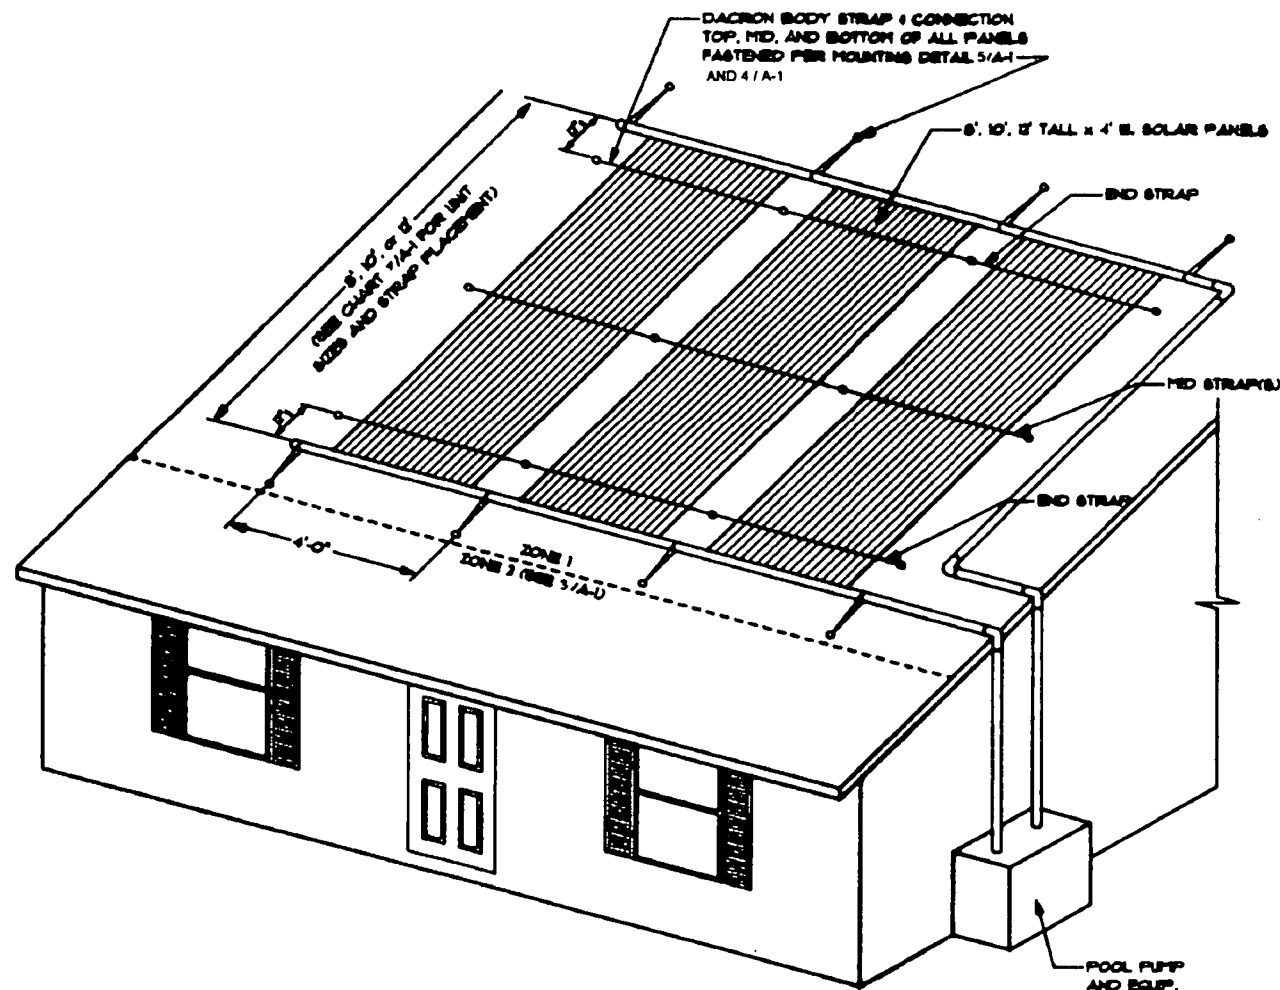 DACRON BODY STRAP & CONNECTION
TOP, MID, AND BOTTOM OF ALL PANELS
FASTENED PER MOUNTING DETAIL 5/A-1
AND 4 / A-1
8', 10', 12' TALL x 4' W. SOLAR PANELS
END STRAP
12"
8', 10', or 12'
(SEE CHART 7/A-1 FOR UNIT
SIZES AND STRAP PLACEMENT)
MID STRAP(S)
END STRAP
4'-0"
ZONE 1
ZONE 2 (SEE 3/A-1)
POOL PUMP
AND EQUIP.